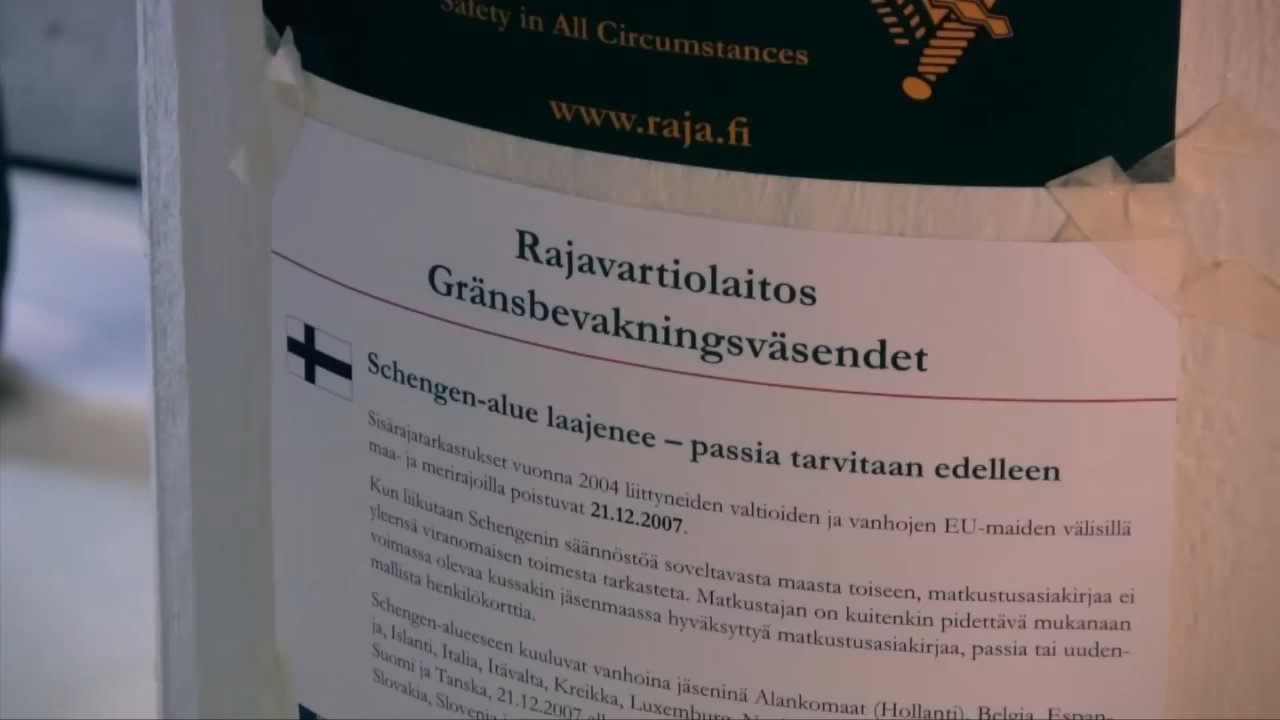 Safety in All Circumstances
www.raja.fi
Rajavartiolaitos
Gränsbevakningsväsendet
Schengen-alue laajenee – passia tarvitaan edelleen
Sisärajatarkastukset vuonna 2004 liittyneiden valtioiden ja vanhojen EU-maiden välisillä
maa- ja merirajoilla poistuvat 21.12.2007.
Kun liikutaan Schengenin säännöstöä soveltavasta maasta toiseen, matkustusasiakirjaa ei
yleensä viranomaisen toimesta tarkasteta. Matkustajan on kuitenkin pidettävä mukanaan
voimassa olevaa kussakin jäsenmaassa hyväksyttyä matkustusasiakirjaa, passia tai uuden-
mallista henkilökorttia.
Schengen-alueeseen kuuluvat vanhoina jäseninä Alankomaat (Hollanti), Belgia, Espan-
ja, Islanti, Italia, Itävalta, Kreikka, Luxemburg,
Suomi ja Tanska, 21.12.2007
Slovakia, Slovenia